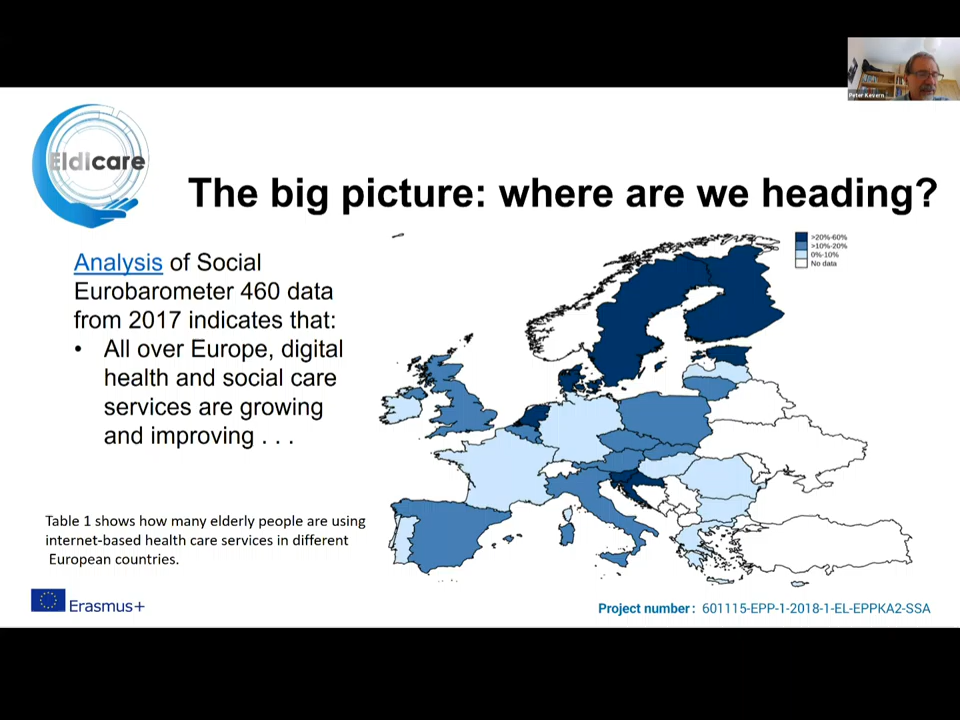 Peter Kevern
Eldicare
The big picture: where are we heading?
Analysis of Social
Eurobarometer 460 data
from 2017 indicates that:
• All over Europe, digital
health and social care
services are growing
and improving . . .
>20%-60%
>10%-20%
0%-10%
No data
Table 1 shows how many elderly people are using
internet-based health care services in different
European countries.
Erasmus+
Project number: 601115-EPP-1-2018-1-EL-EPPKA2-SSA